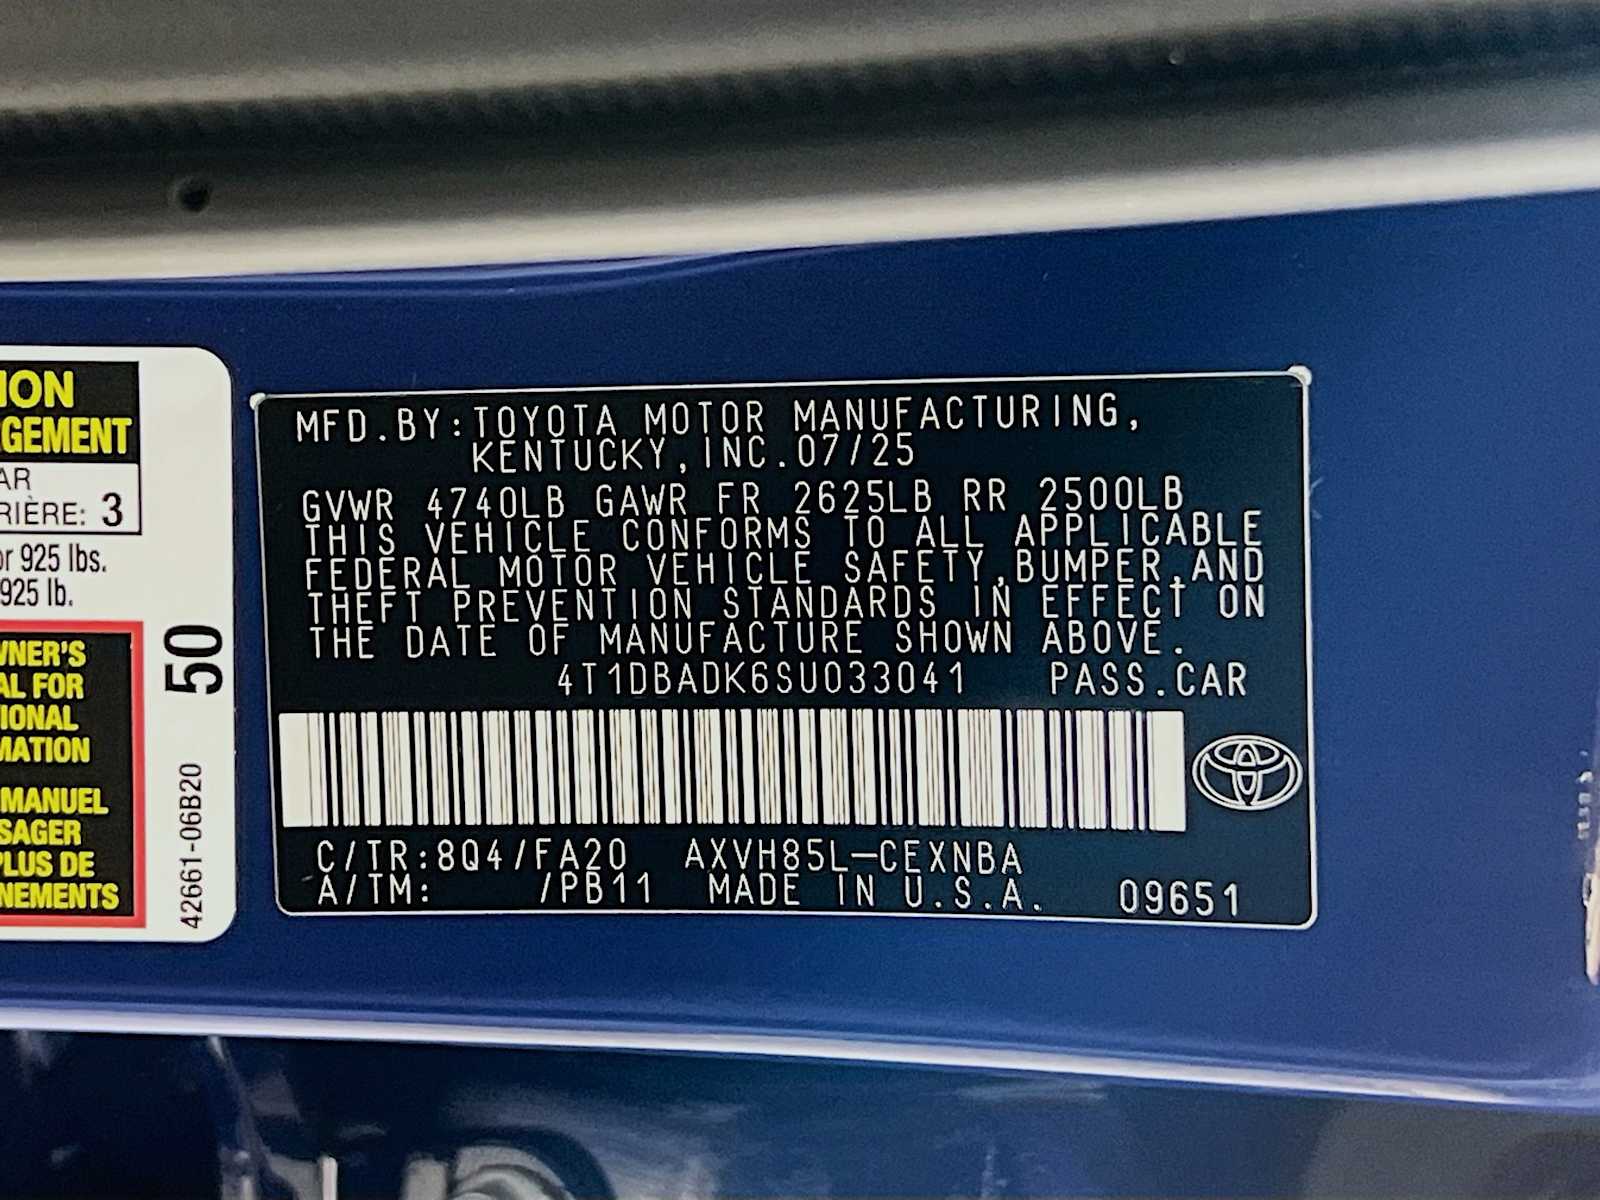 ION
GEMENT
AR
RIÈRE: 3
or 925 lbs.
925 lb.
WNER'S
AL FOR
TIONAL
MATION
MANUEL
SAGER
PLUS DE
NEMENTS
50
42661-06B20
MFD.BY:TOYOTA MOTOR MANUFACTURING,
KENTUCKY,INC.07/25
GVWR 4740LB GAWR FR 2625LB RR 2500LB
THIS VEHICLE CONFORMS TO ALL APPLICABLE
FEDERAL MOTOR VEHICLE SAFETY,BUMPER,AND
THEFT PREVENTION STANDARDS IN EFFECT ON
THE DATE OF MANUFACTURE SHOWN ABOVE.
4T1DBADK6SU033041 PASS.CAR
C/TR:8Q4/FA20 AXVH85L-CEXNBA
A/TM: /PB11 MADE IN U.S.A. 09651